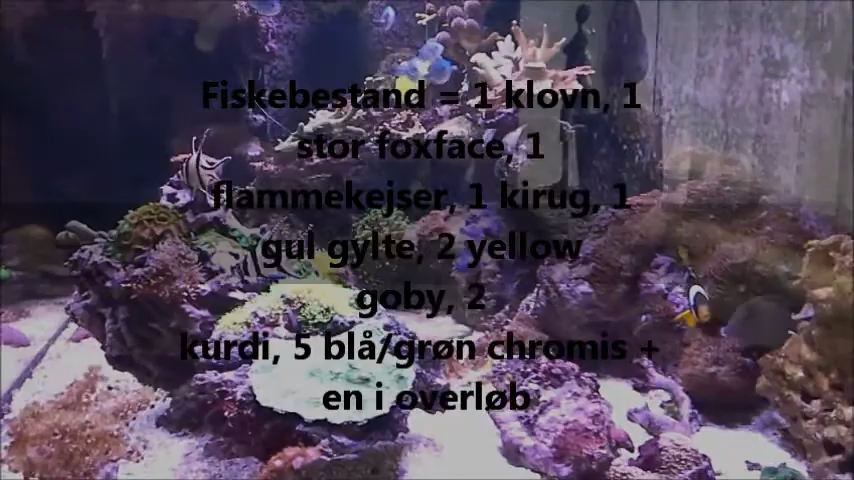 Fiskebestand = 1 klovn, 1
stor foxface, 1
flammekejser, 1 kirug, 1
gul gylte, 2 yellow
goby, 2
kurdi, 5 blå/grøn chromis +
en i overløb